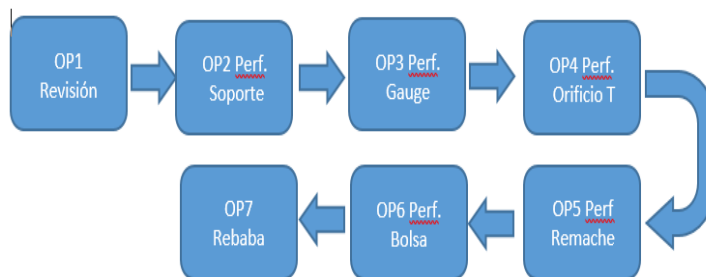 OP1
Revisión
OP2 Perf.
Soporte
OP3 Perf.
Gauge
OP4 Perf.
Orificio T
OP5 Perf
Remache
OP6 Perf.
Bolsa
OP7
Rebaba